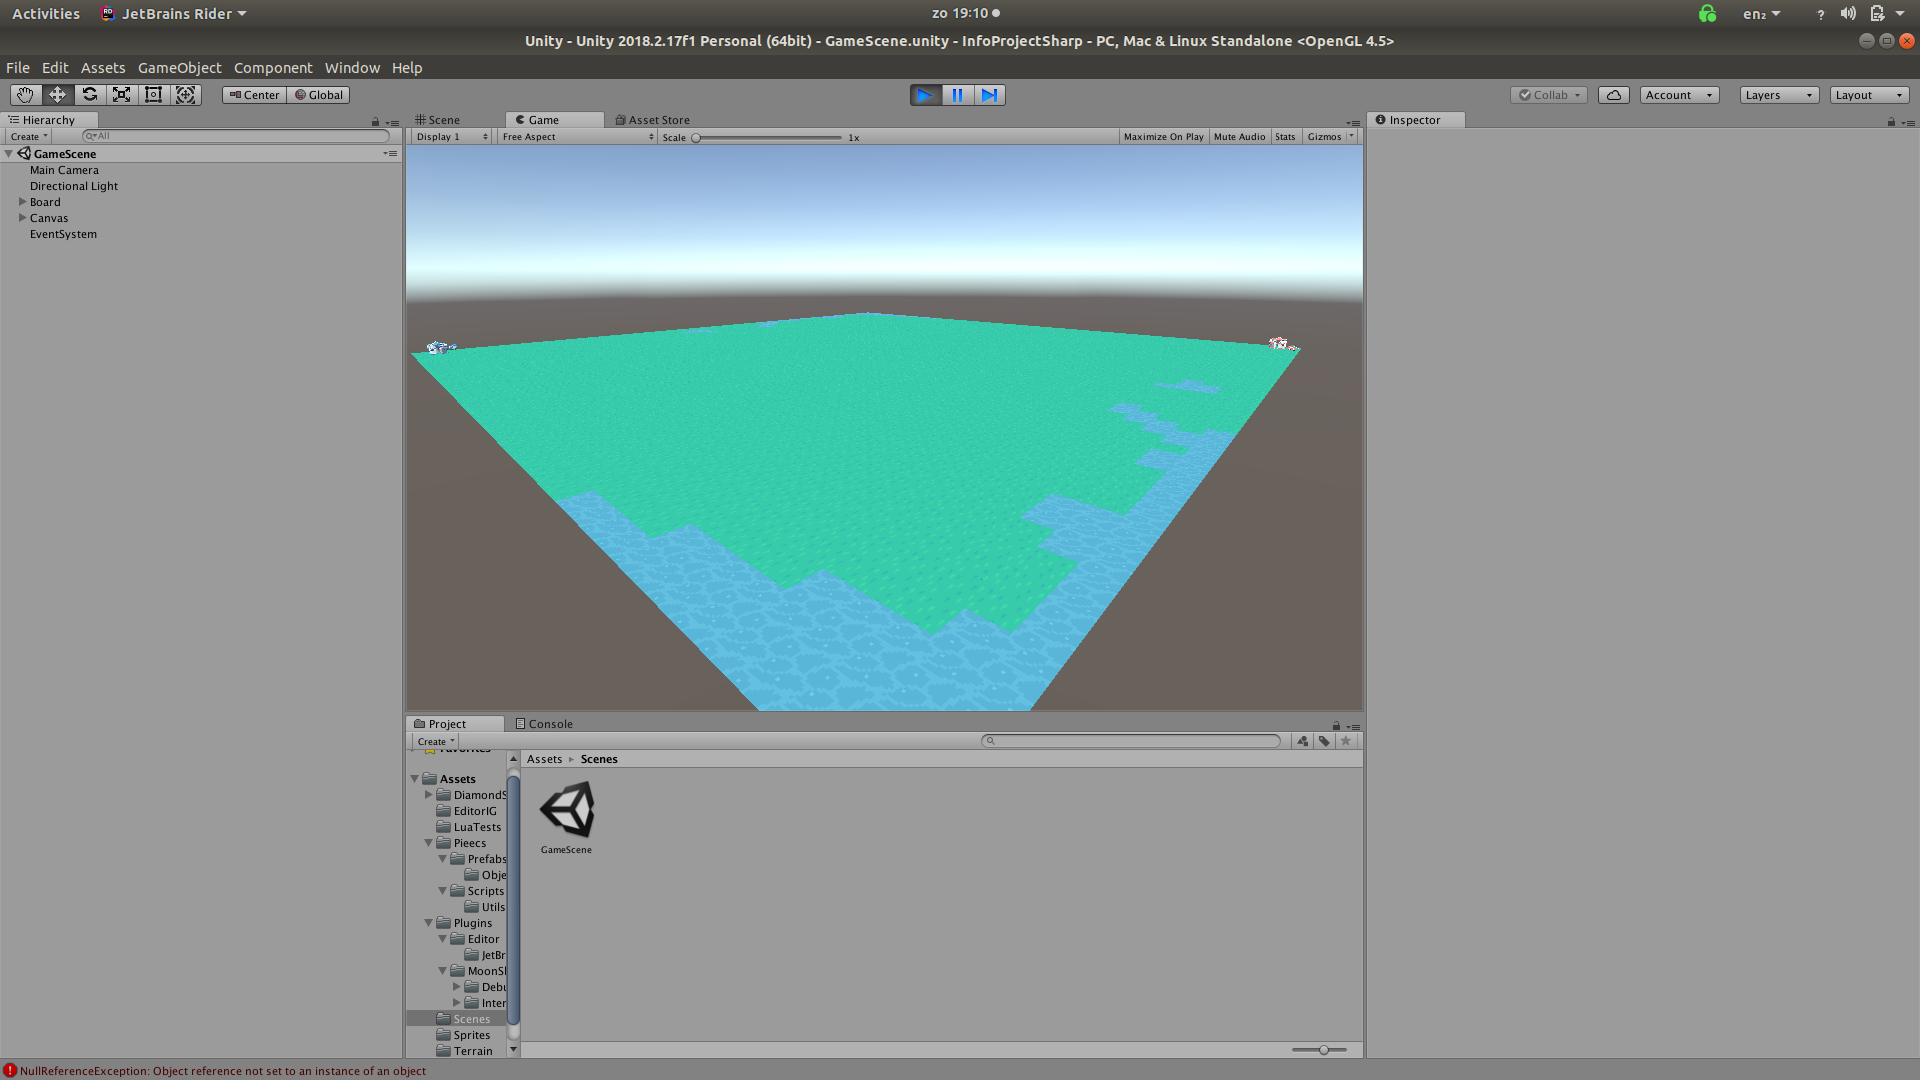 Activities JetBrains Rider zo 19:10 en₂ ?
Unity - Unity 2018.2.17f1 Personal (64bit) - GameScene.unity - InfoProjectSharp - PC, Mac & Linux Standalone <OpenGL 4.5>
File Edit Assets GameObject Component Window Help
Center Global Collab Account Layers Layout
Hierarchy Scene Game Asset Store Inspector
Create All Display 1 Free Aspect Scale 1x Maximize On Play Mute Audio Stats Gizmos
GameScene
Main Camera
Directional Light
Board
Canvas
EventSystem
Project Console
Create
Favorites
Assets Scenes
Assets
DiamondS
EditorIG
LuaTests
Pieecs
GameScene
Prefabs
Obje
Scripts
Utils
Plugins
Editor
JetBr
MoonSl
Debu
Inter
Scenes
Sprites
Terrain
NullReferenceException: Object reference not set to an instance of an object